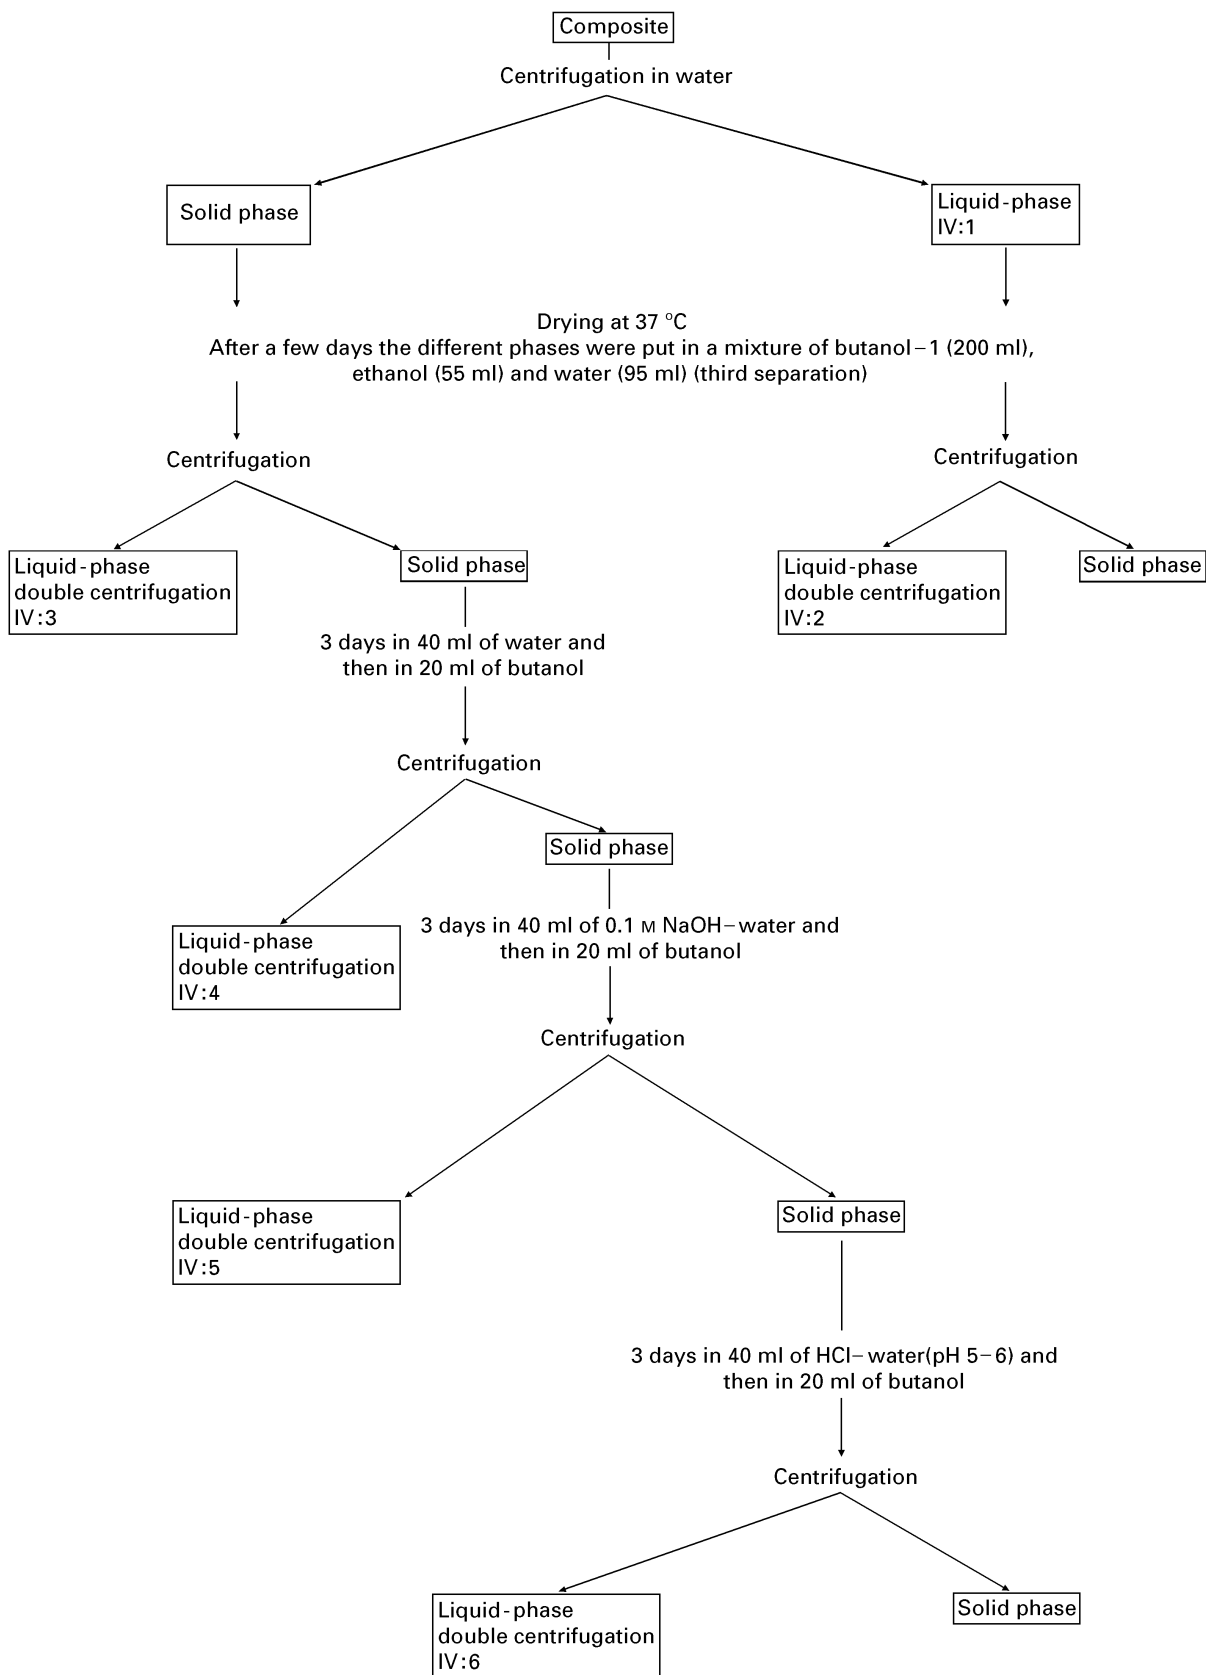 Composite
Centrifugation in water
Solid phase
Liquid-phase
IV:1
Drying at 37 °C
After a few days the different phases were put in a mixture of butanol–1 (200 ml),
ethanol (55 ml) and water (95 ml) (third separation)
Centrifugation
Centrifugation
Liquid-phase
double centrifugation
IV:3
Solid phase
Liquid-phase
double centrifugation
IV:2
Solid phase
3 days in 40 ml of water and
then in 20 ml of butanol
Centrifugation
Solid phase
Liquid-phase
double centrifugation
IV:4
3 days in 40 ml of 0.1 M NaOH–water and
then in 20 ml of butanol
Centrifugation
Liquid-phase
double centrifugation
IV:5
Solid phase
3 days in 40 ml of HCl–water(pH 5–6) and
then in 20 ml of butanol
Centrifugation
Liquid-phase
double centrifugation
IV:6
Solid phase